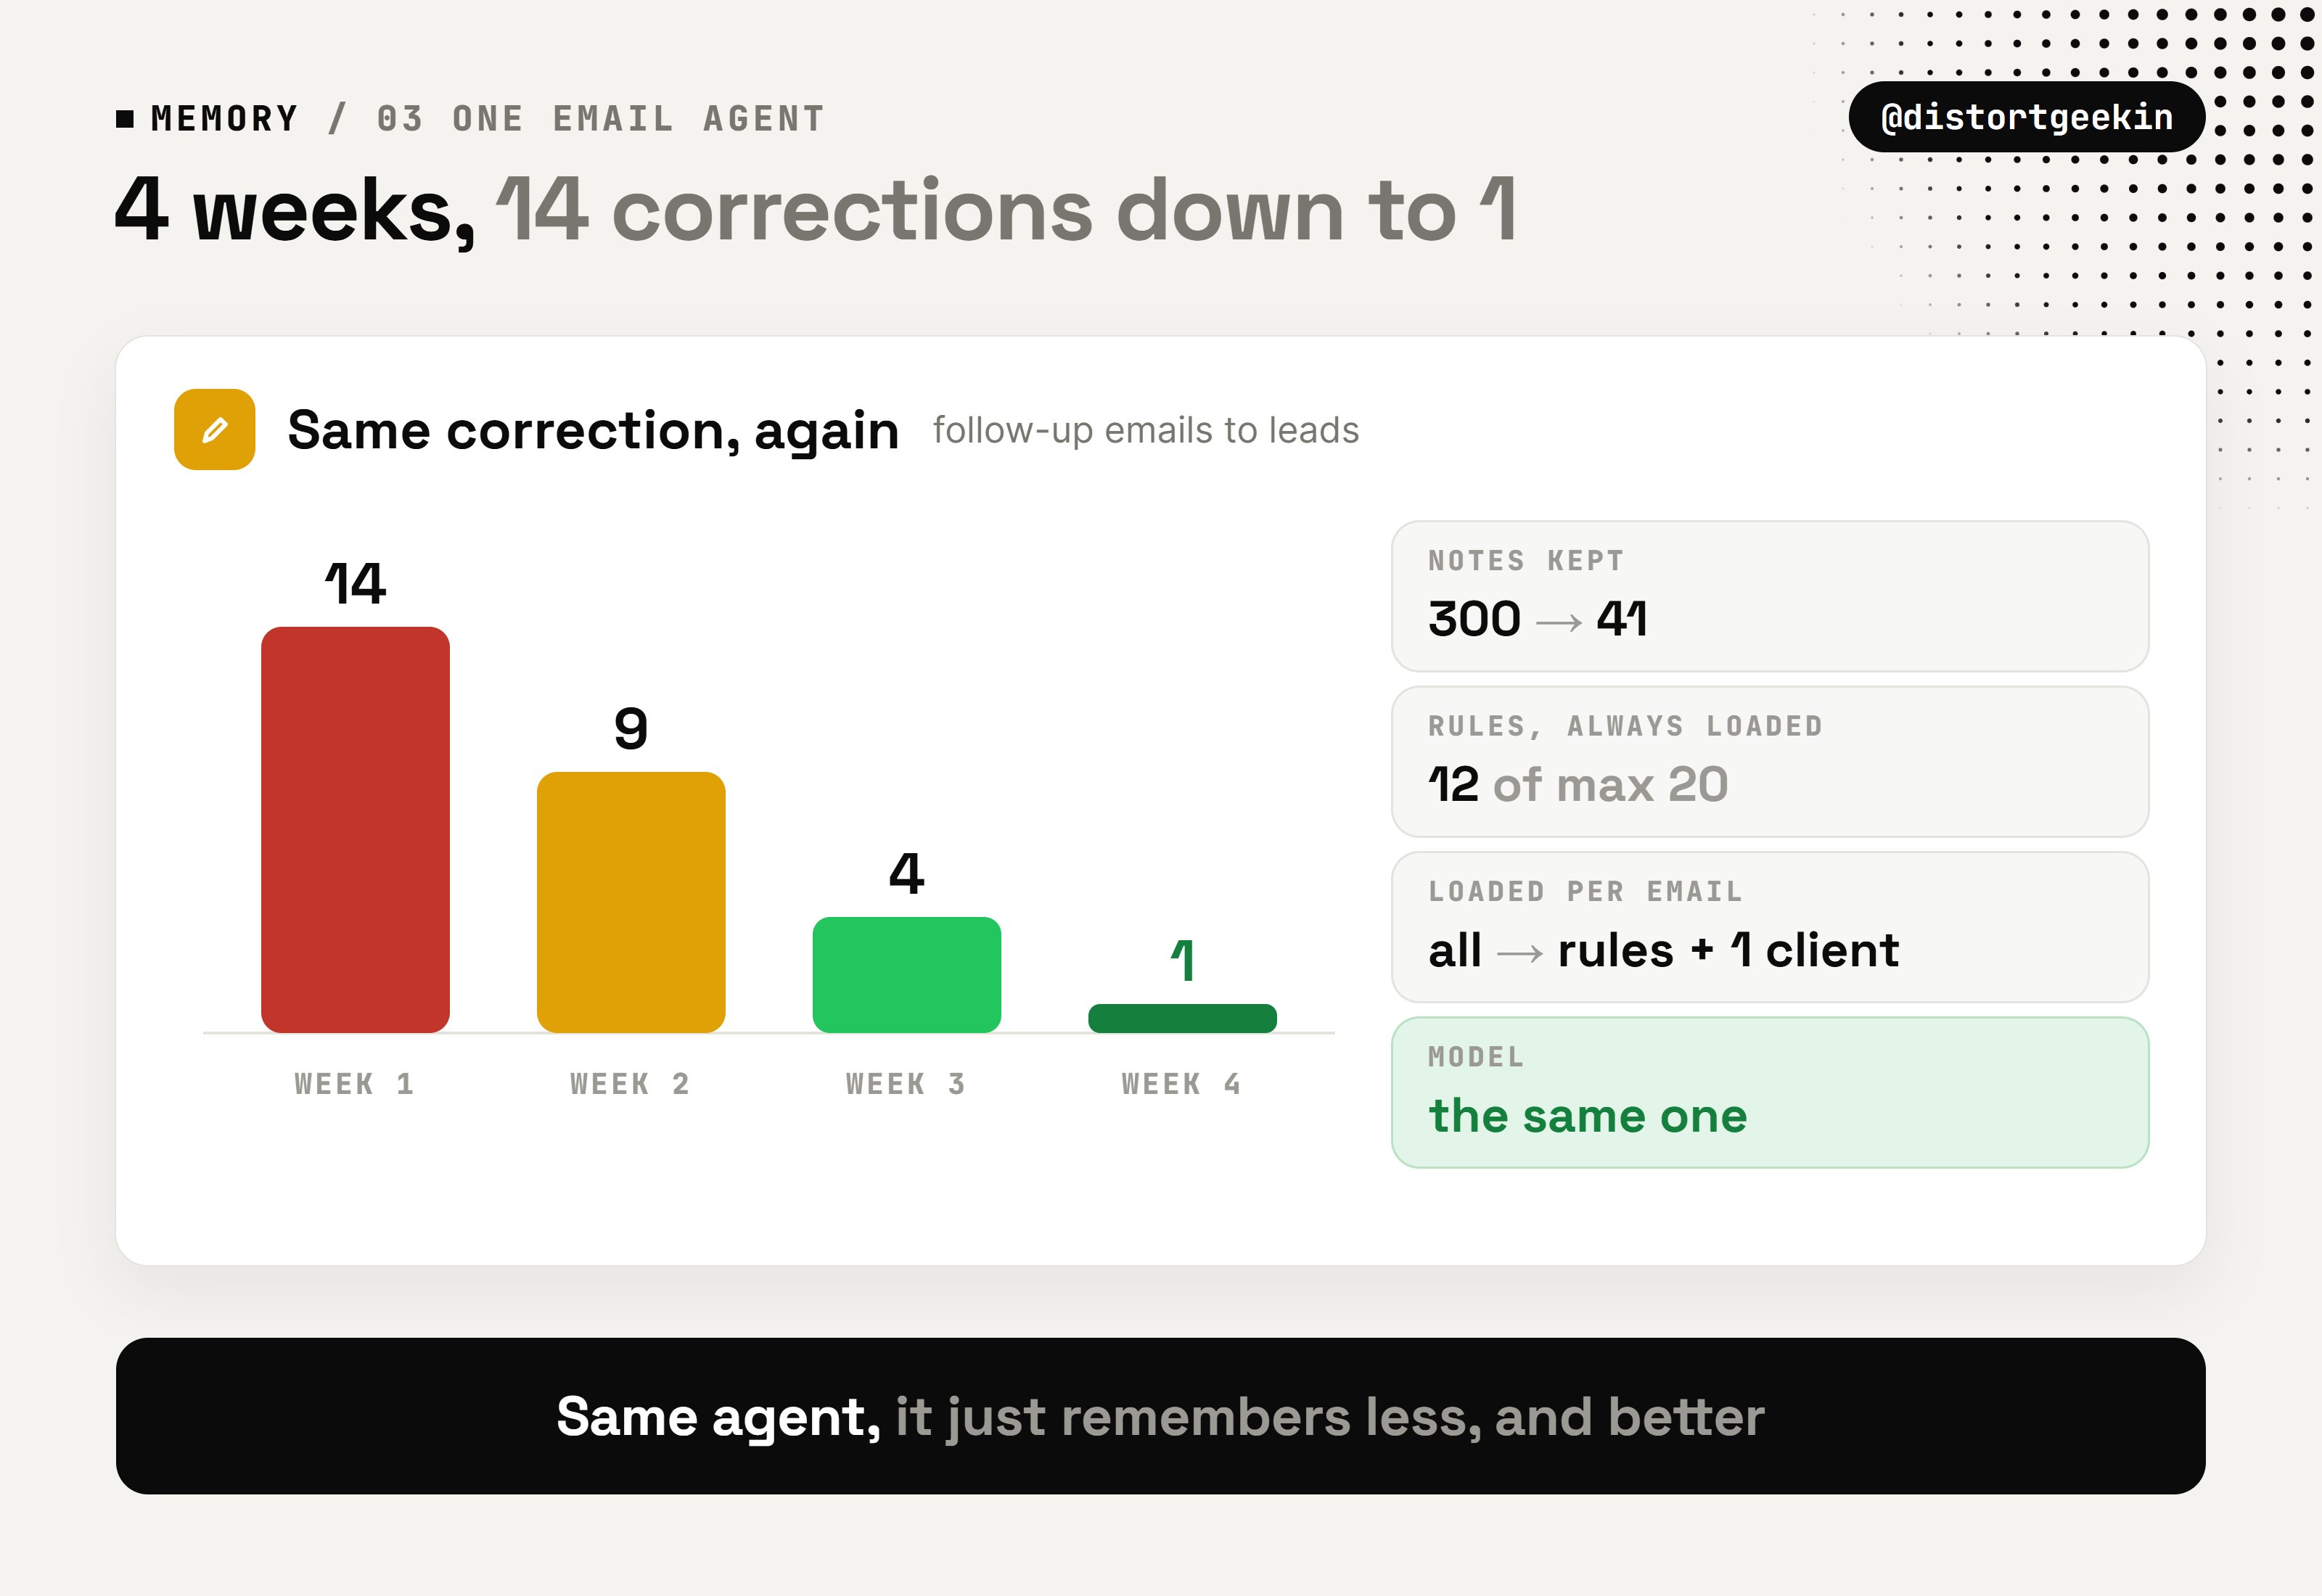 MEMORY / 03 ONE EMAIL AGENT
@distortgeekin
4 weeks, 14 corrections down to 1
Same correction, again follow-up emails to leads
14
9
4
1
WEEK 1 WEEK 2 WEEK 3 WEEK 4
NOTES KEPT
300 → 41
RULES, ALWAYS LOADED
12 of max 20
LOADED PER EMAIL
all → rules + 1 client
MODEL
the same one
Same agent, it just remembers less, and better